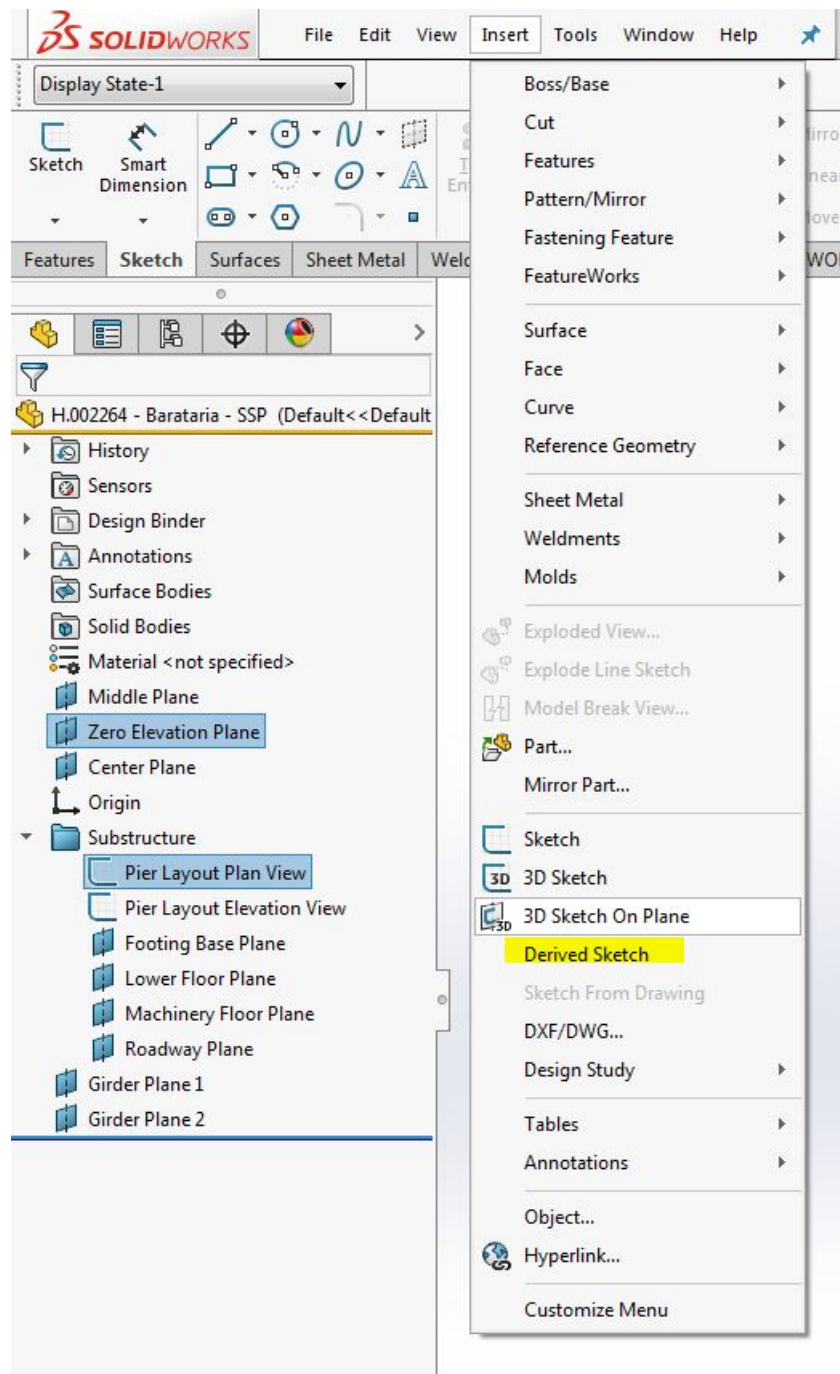 SOLIDWORKS File Edit View Insert Tools Window Help
Display State-1
Sketch Smart Dimension
Features Sketch Surfaces Sheet Metal
H.002264 - Barataria - SSP (Default<<Default
History
Sensors
Design Binder
Annotations
Surface Bodies
Solid Bodies
Material <not specified>
Middle Plane
Zero Elevation Plane
Center Plane
Origin
Substructure
Pier Layout Plan View
Pier Layout Elevation View
Footing Base Plane
Lower Floor Plane
Machinery Floor Plane
Roadway Plane
Girder Plane 1
Girder Plane 2
Boss/Base
Cut
Features
Pattern/Mirror
Fastening Feature
FeatureWorks
Surface
Face
Curve
Reference Geometry
Sheet Metal
Weldments
Molds
Exploded View...
Explode Line Sketch
Model Break View...
Part...
Mirror Part...
Sketch
3D 3D Sketch
3D 3D Sketch On Plane
Derived Sketch
Sketch From Drawing
DXF/DWG...
Design Study
Tables
Annotations
Object...
Hyperlink...
Customize Menu